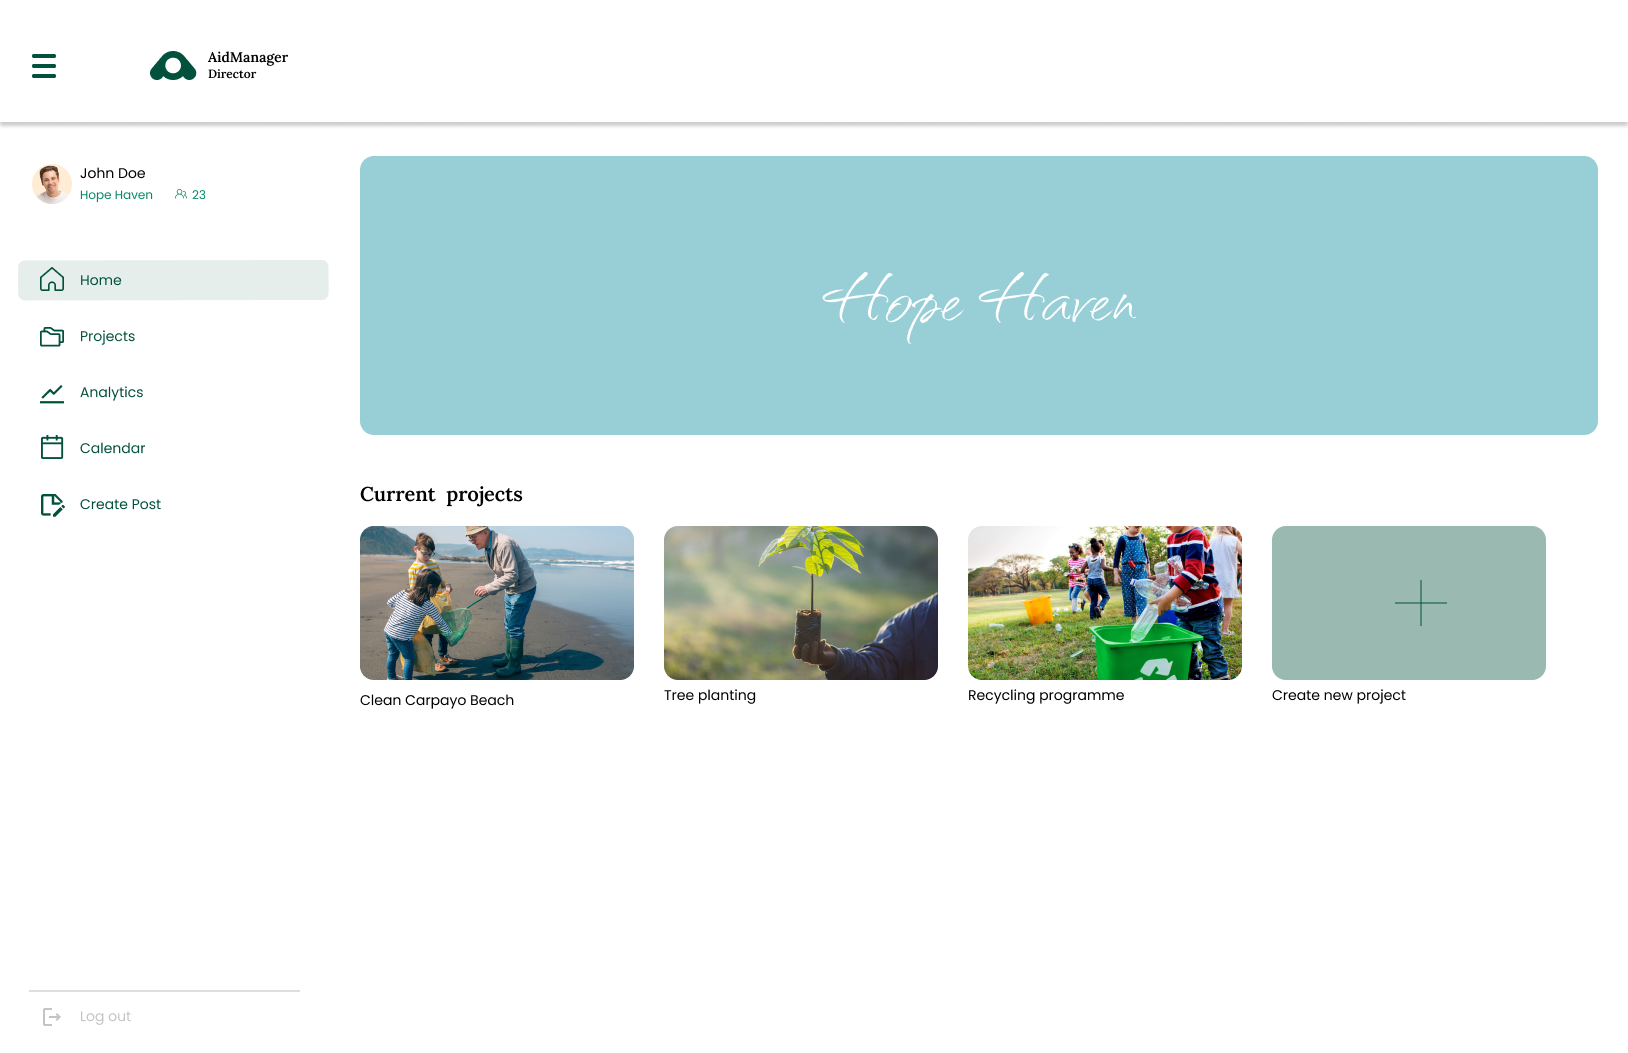 AidManager
Director
John Doe
Hope Haven 23
Home
Projects
Analytics
Calendar
Create Post
Log out
Hope Haven
Current projects
Clean Carpayo Beach
Tree planting
Recycling programme
Create new project